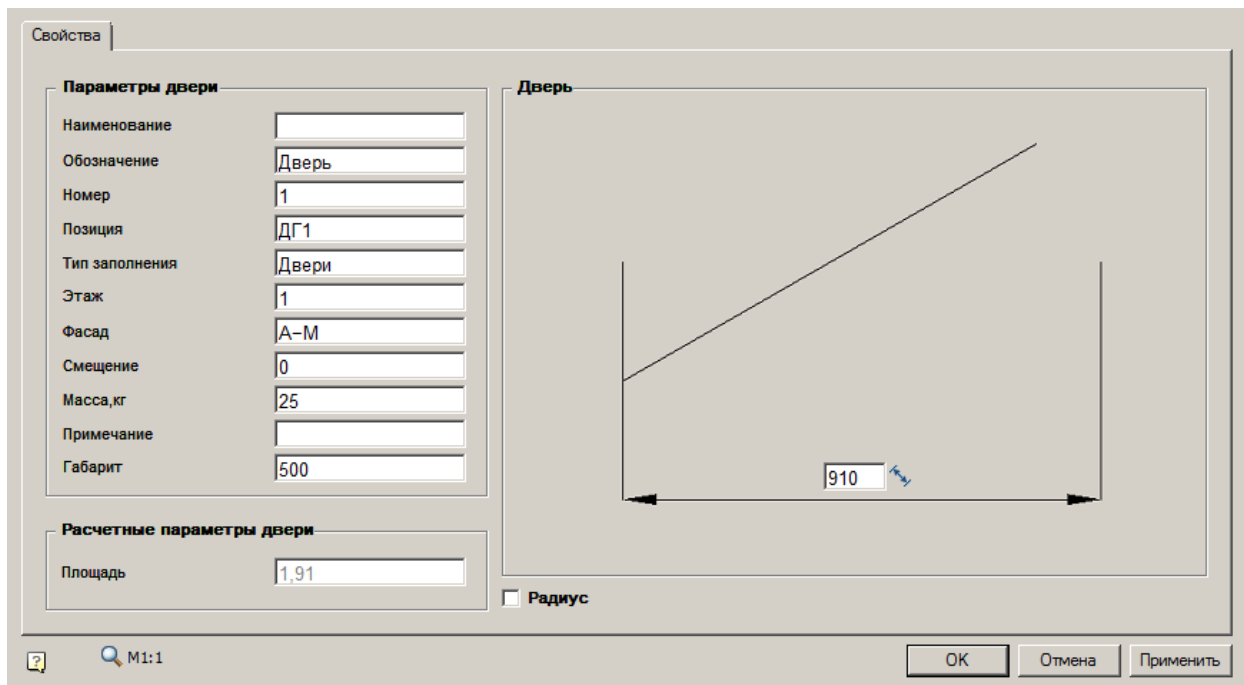 Свойства
Параметры двери
Наименование
Обозначение Дверь
Номер 1
Позиция ДГ1
Тип заполнения Двери
Этаж 1
Фасад А–М
Смещение 0
Масса,кг 25
Примечание
Габарит 500
Расчетные параметры двери
Площадь 1,91
Дверь
910
Радиус
? М1:1
OK Отмена Применить